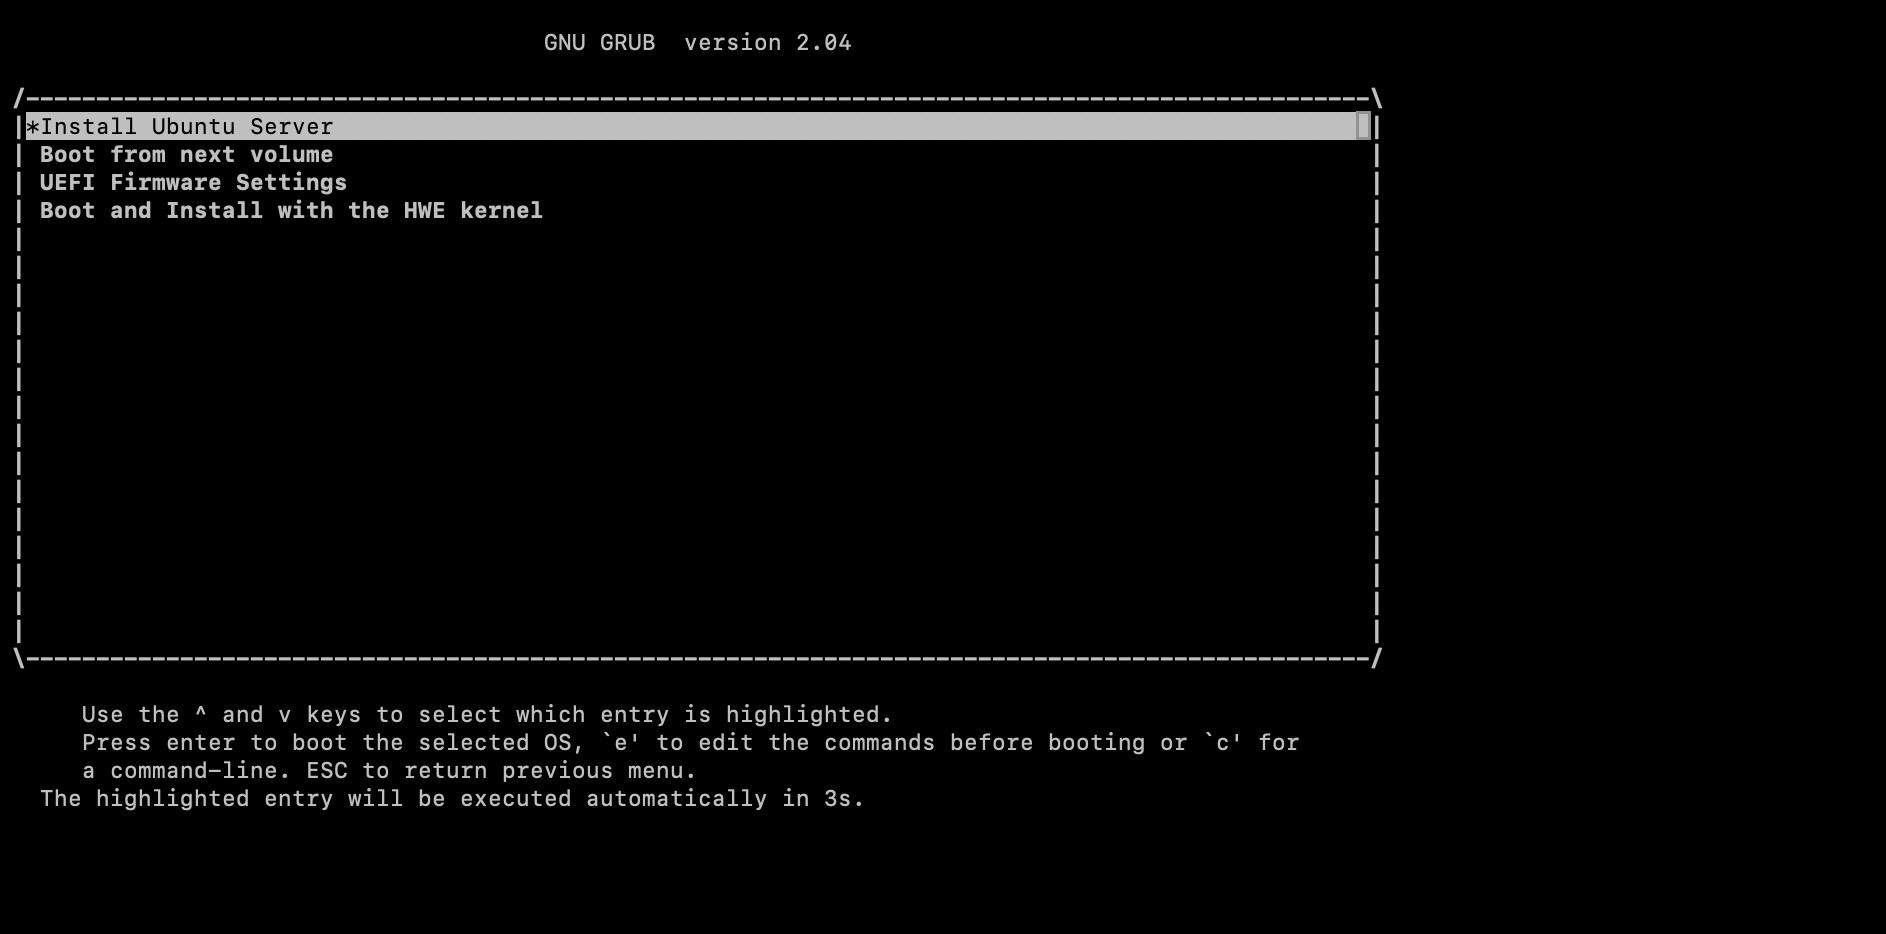 GNU GRUB  version 2.04
*Install Ubuntu Server
Boot from next volume
UEFI Firmware Settings
Boot and Install with the HWE kernel
Use the ^ and v keys to select which entry is highlighted.
Press enter to boot the selected OS, `e' to edit the commands before booting or `c' for
a command-line. ESC to return previous menu.
The highlighted entry will be executed automatically in 3s.